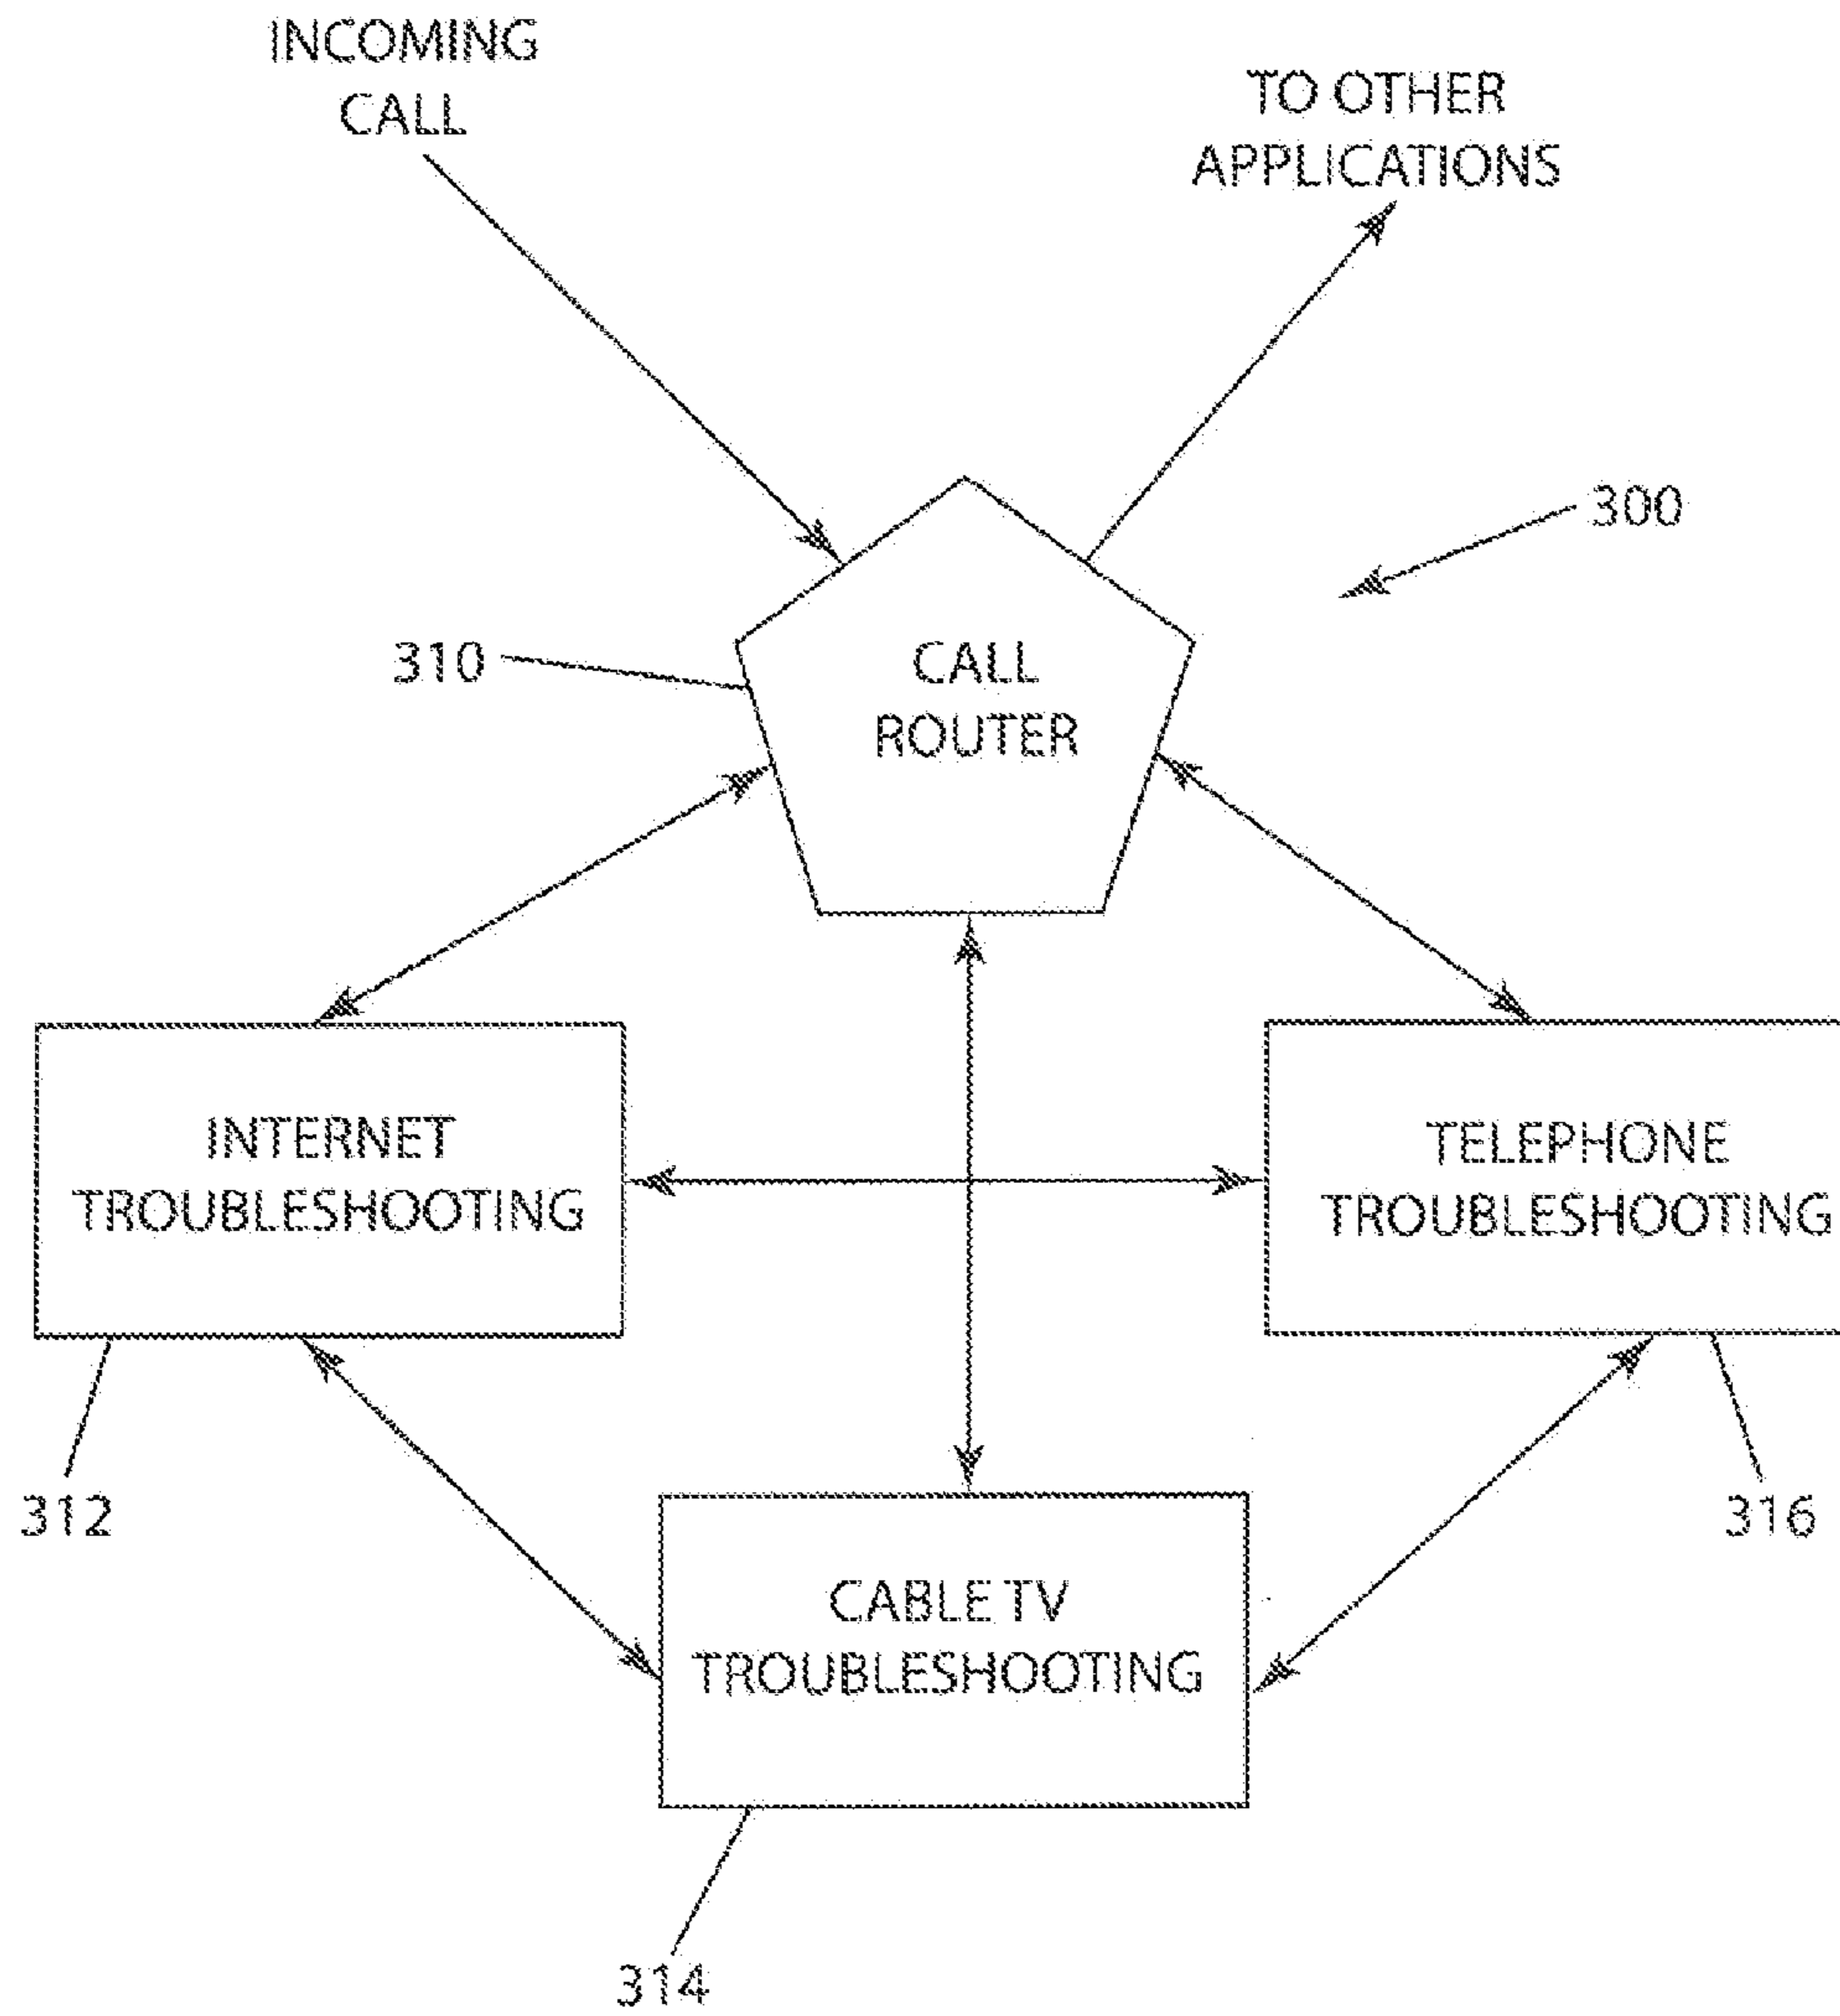 INCOMING
CALL
TO OTHER
APPLICATIONS
300
310
CALL
ROUTER
INTERNET
TROUBLESHOOTING
TELEPHONE
TROUBLESHOOTING
312
316
CABLE TV
TROUBLESHOOTING
314